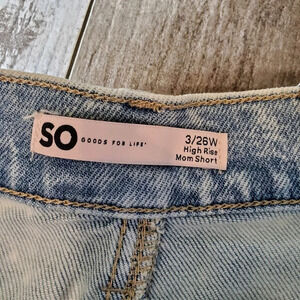 SO GOODS FOR LIFE
3/26W
High Rise
Mom Short